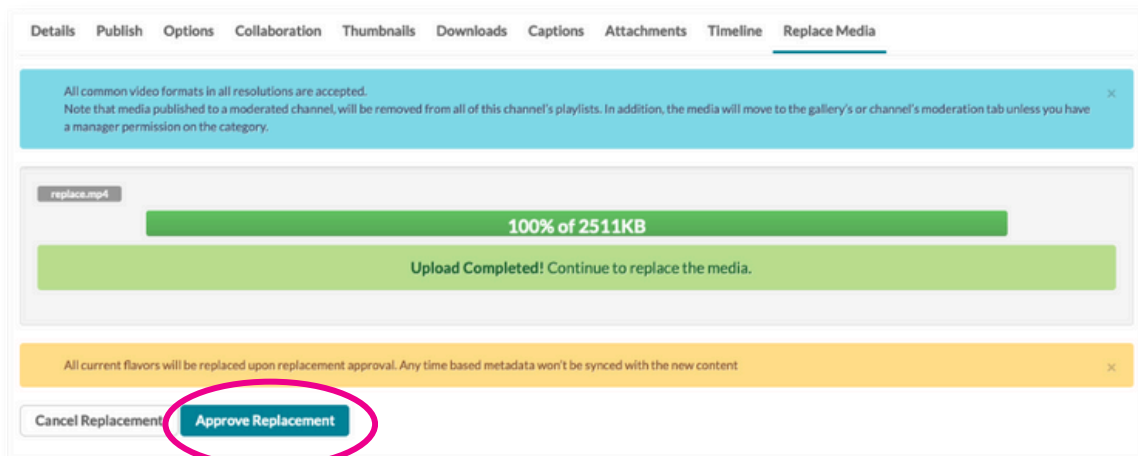 Details Publish Options Collaboration Thumbnails Downloads Captions Attachments Timeline Replace Media
All common video formats in all resolutions are accepted.
Note that media published to a moderated channel, will be removed from all of this channel's playlists. In addition, the media will move to the gallery's or channel's moderation tab unless you have
a manager permission on the category.
replace.mp4
100% of 2511KB
Upload Completed! Continue to replace the media.
All current flavors will be replaced upon replacement approval. Any time based metadata won't be synced with the new content
Cancel Replacement Approve Replacement